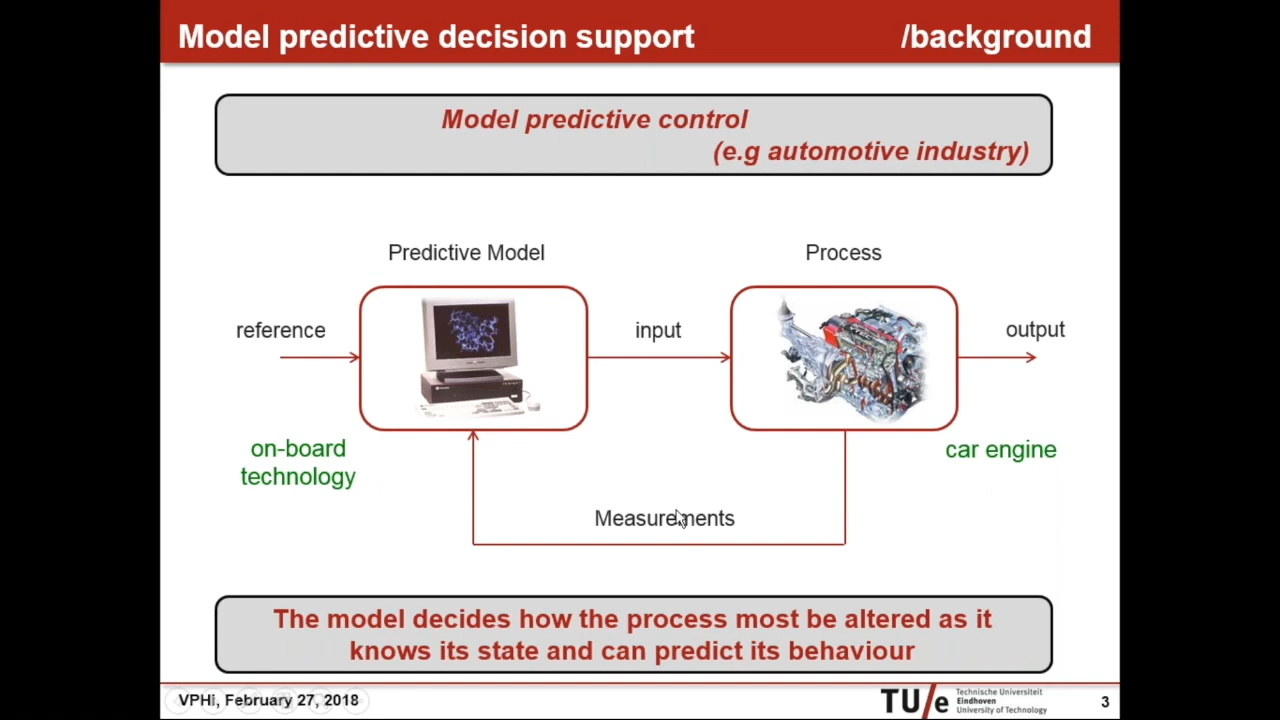 Model predictive decision support /background
Model predictive control
(e.g automotive industry)
Predictive Model
Process
reference
input
output
on-board
technology
car engine
Measurements
The model decides how the process most be altered as it
knows its state and can predict its behaviour
VPHi, February 27, 2018
TU/e
Technische Universiteit
Eindhoven
University of Technology
3